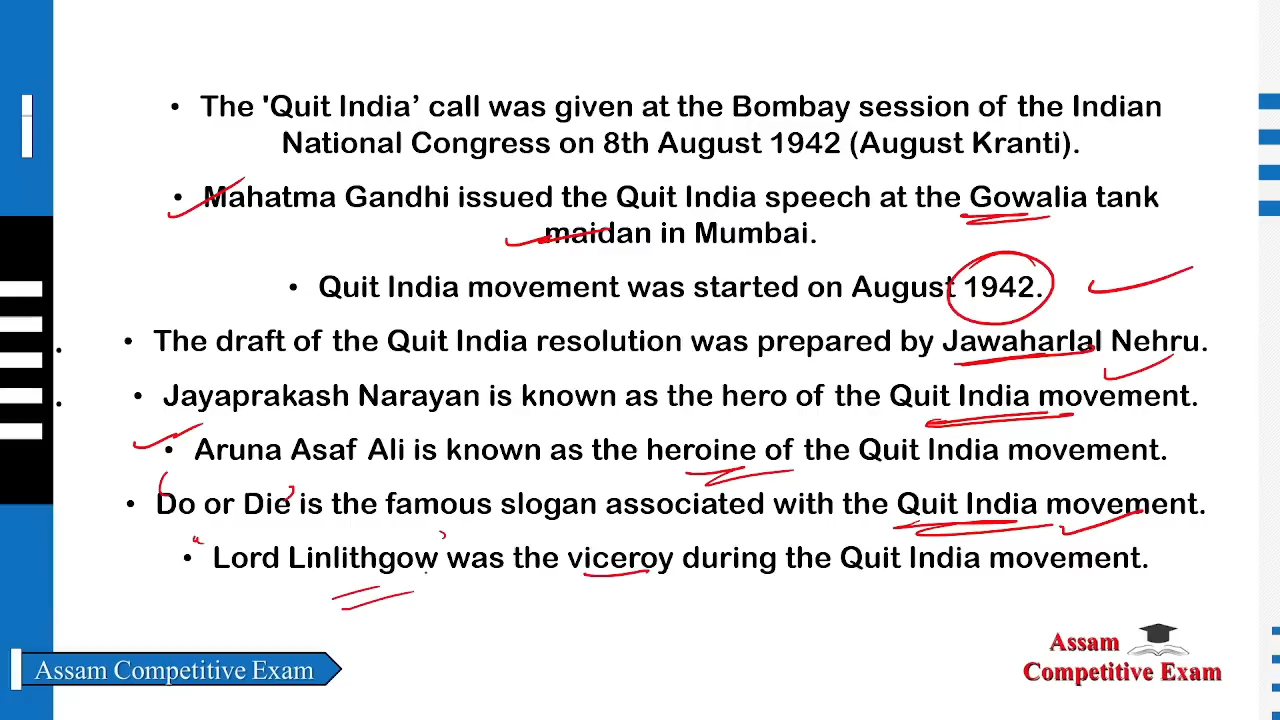 • The 'Quit India’ call was given at the Bombay session of the Indian
National Congress on 8th August 1942 (August Kranti).
• Mahatma Gandhi issued the Quit India speech at the Gowalia tank
maidan in Mumbai.
• Quit India movement was started on August 1942.
• The draft of the Quit India resolution was prepared by Jawaharlal Nehru.
• Jayaprakash Narayan is known as the hero of the Quit India movement.
• Aruna Asaf Ali is known as the heroine of the Quit India movement.
• Do or Die is the famous slogan associated with the Quit India movement.
• Lord Linlithgow was the viceroy during the Quit India movement.
Assam Competitive Exam
Assam
Competitive Exam